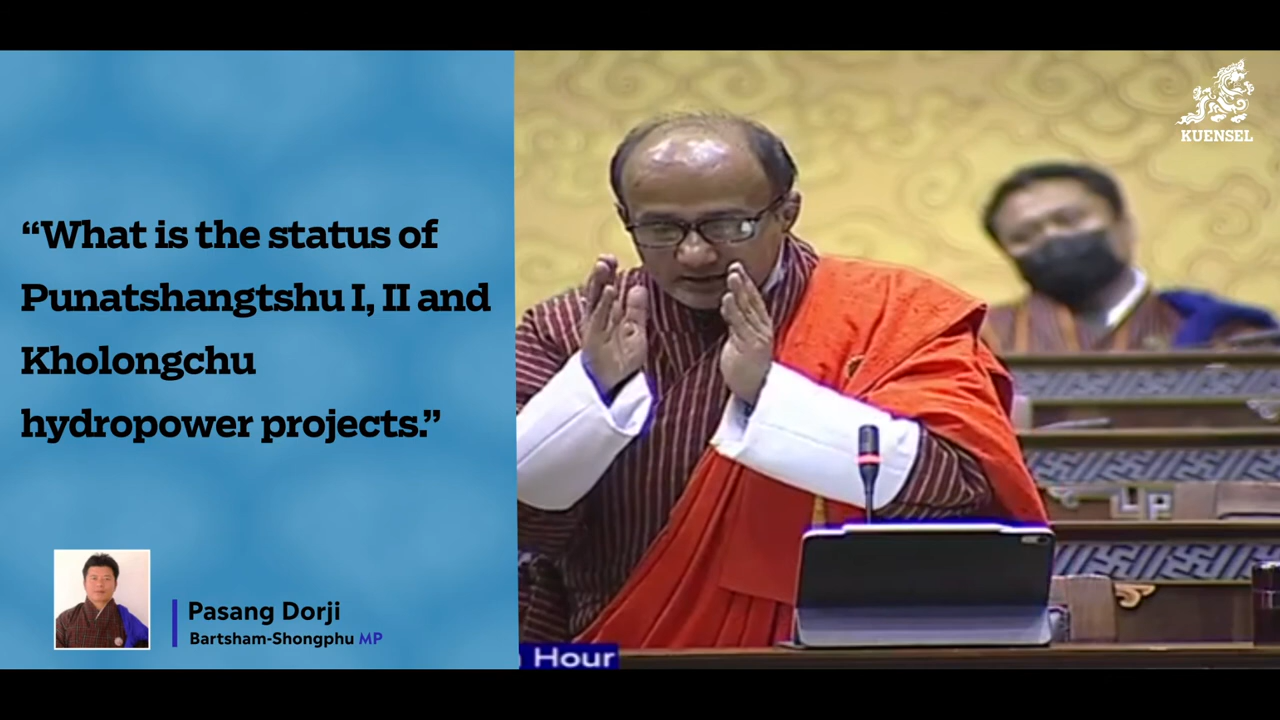 “What is the status of
Punatshangtshu I, II and
Kholongchu
hydropower projects.”
Pasang Dorji
Bartsham-Shongphu MP
KUENSEL
Hour